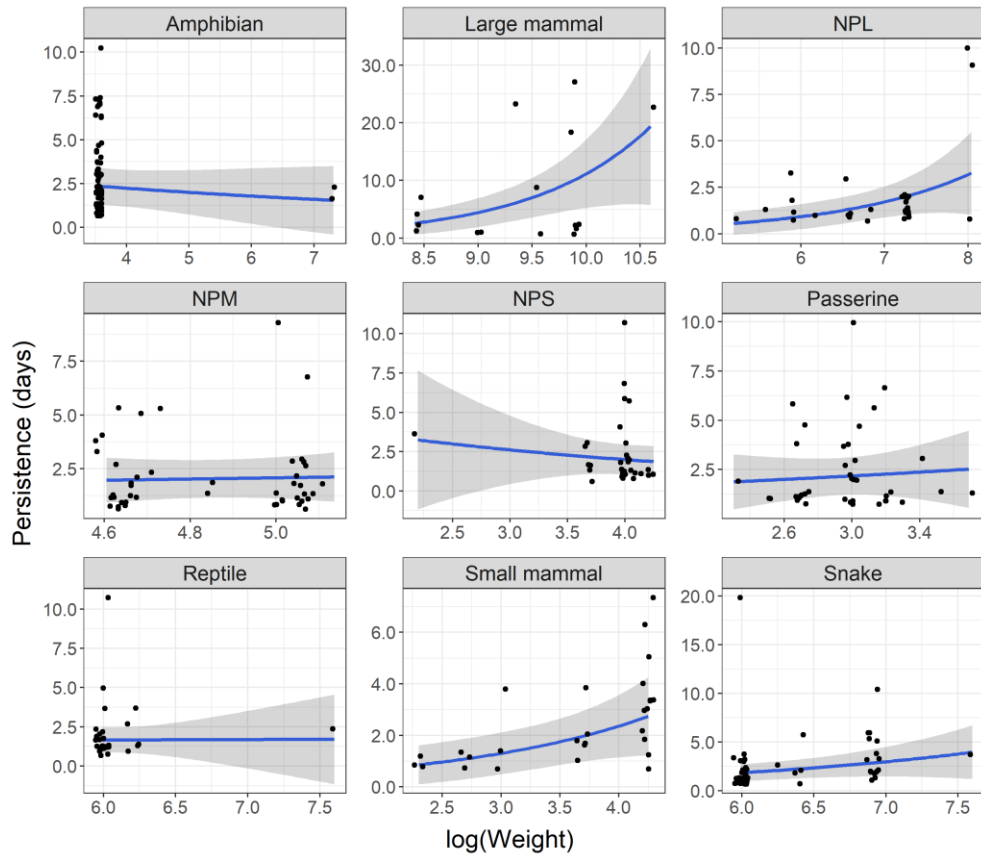 Amphibian
Large mammal
NPL
10.0
7.5
5.0
2.5
0.0
4 5 6 7
30.0
20.0
10.0
0.0
8.5 9.0 9.5 10.0 10.5
10.0
7.5
5.0
2.5
0.0
6 7 8
NPM
NPS
Passerine
7.5
5.0
2.5
4.6 4.8 5.0
10.0
7.5
5.0
2.5
0.0
2.5 3.0 3.5 4.0
10.0
7.5
5.0
2.5
0.0
2.6 3.0 3.4
Persistence (days)
Reptile
Small mammal
Snake
10.0
7.5
5.0
2.5
0.0
6.0 6.5 7.0 7.5
6.0
4.0
2.0
0.0
2.5 3.0 3.5 4.0
20.0
15.0
10.0
5.0
0.0
6.0 6.5 7.0 7.5
log(Weight)